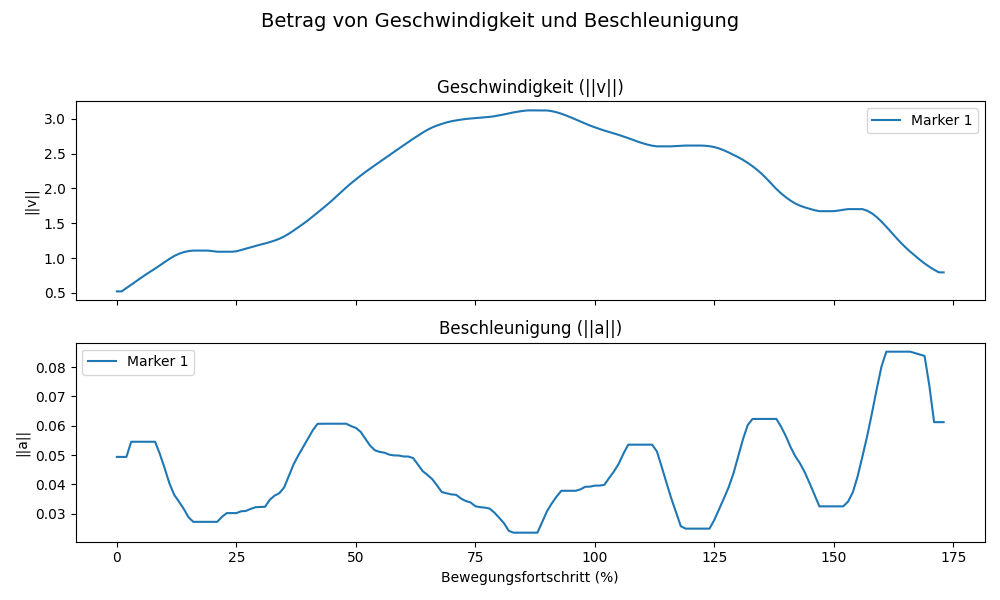 Betrag von Geschwindigkeit und Beschleunigung
Geschwindigkeit (||v||)
||v||
3.0
2.5
2.0
1.5
1.0
0.5
Marker 1
Beschleunigung (||a||)
||a||
0.08
0.07
0.06
0.05
0.04
0.03
Marker 1
0 25 50 75 100 125 150 175
Bewegungsfortschritt (%)